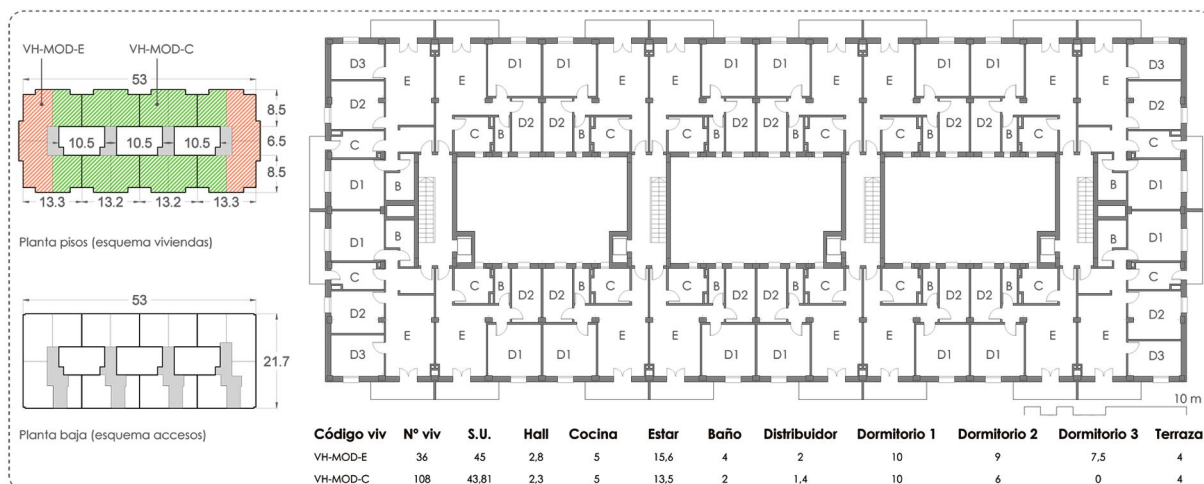 VH-MOD-E VH-MOD-C
53
8.5
10.5 10.5 10.5 6.5
8.5
13.3 13.2 13.2 13.3
Planta pisos (esquema viviendas)
53
21.7
Planta baja (esquema accesos)
D3 E E D1 D1 E E D1 D1 E E D1 D1 E E D3
D2 D2
C C B D2 D2 B C C B D2 D2 B C C B D2 D2 B C C
D1 B B D1
D1 B B D1
C C B D2 D2 B C C B D2 D2 B C C B D2 D2 B C C
D2 D2
D3 E E D1 D1 E E D1 D1 E E D1 D1 E E D3
10 m
Código viv Nº viv S.U. Hall Cocina Estar Baño Distribuidor Dormitorio 1 Dormitorio 2 Dormitorio 3 Terraza
VH-MOD-E 36 45 2,8 5 15,6 4 2 10 9 7,5 4
VH-MOD-C 108 43,81 2,3 5 13,5 2 1,4 10 6 0 4